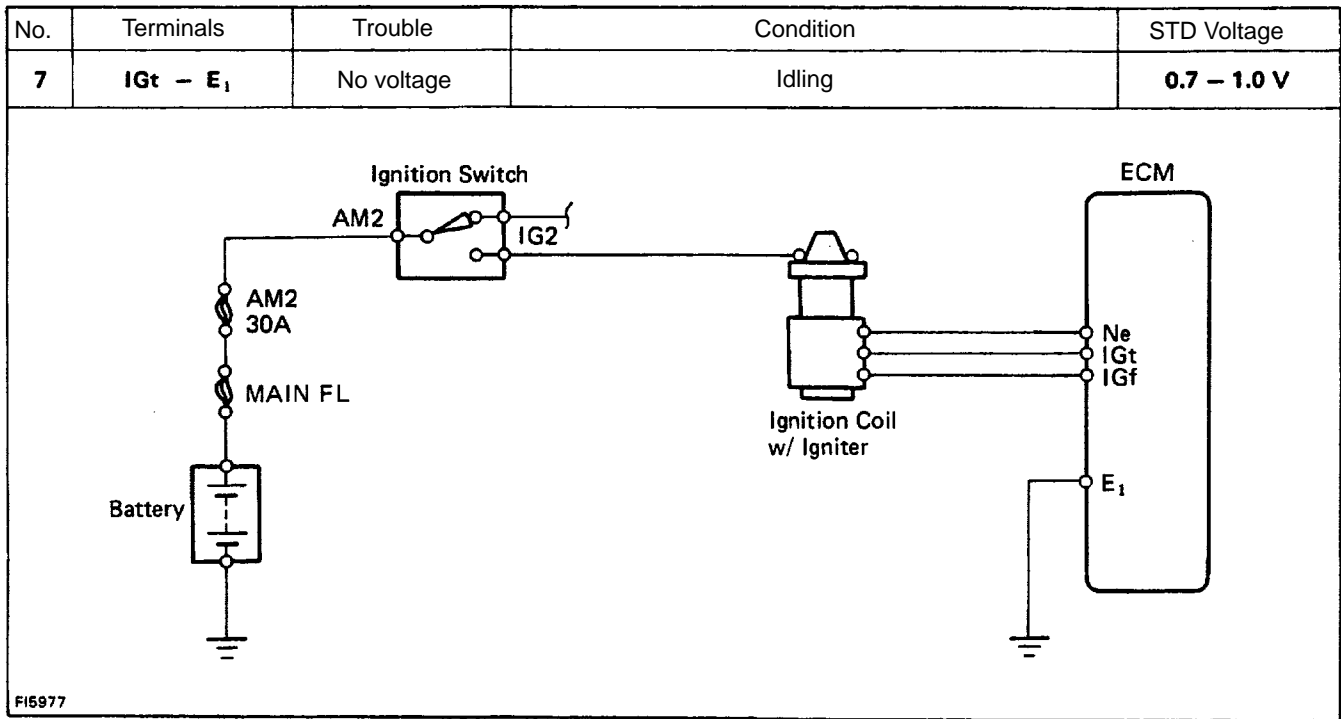 No. Terminals Trouble Condition STD Voltage
7 IGt – E₁ No voltage Idling 0.7 – 1.0 V
Ignition Switch
ECM
AM2
IG2
AM2
30A
MAIN FL
Ne
IGt
IGf
Ignition Coil
w/ Igniter
E₁
Battery
FI5977